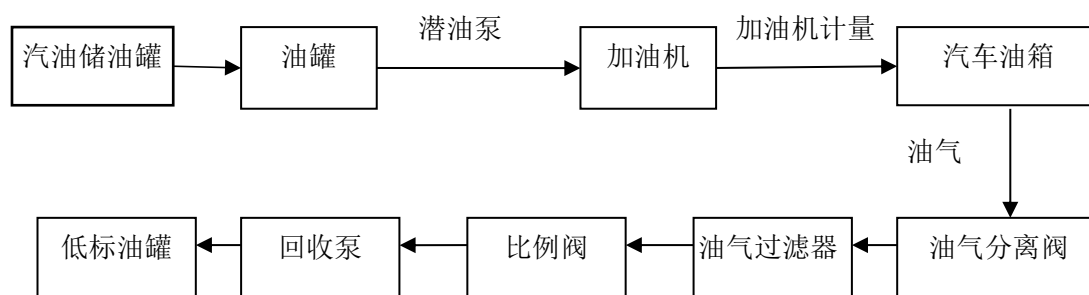 潜油泵
加油机计量
汽油储油罐
油罐
加油机
汽车油箱
油气
低标油罐
回收泵
比例阀
油气过滤器
油气分离阀